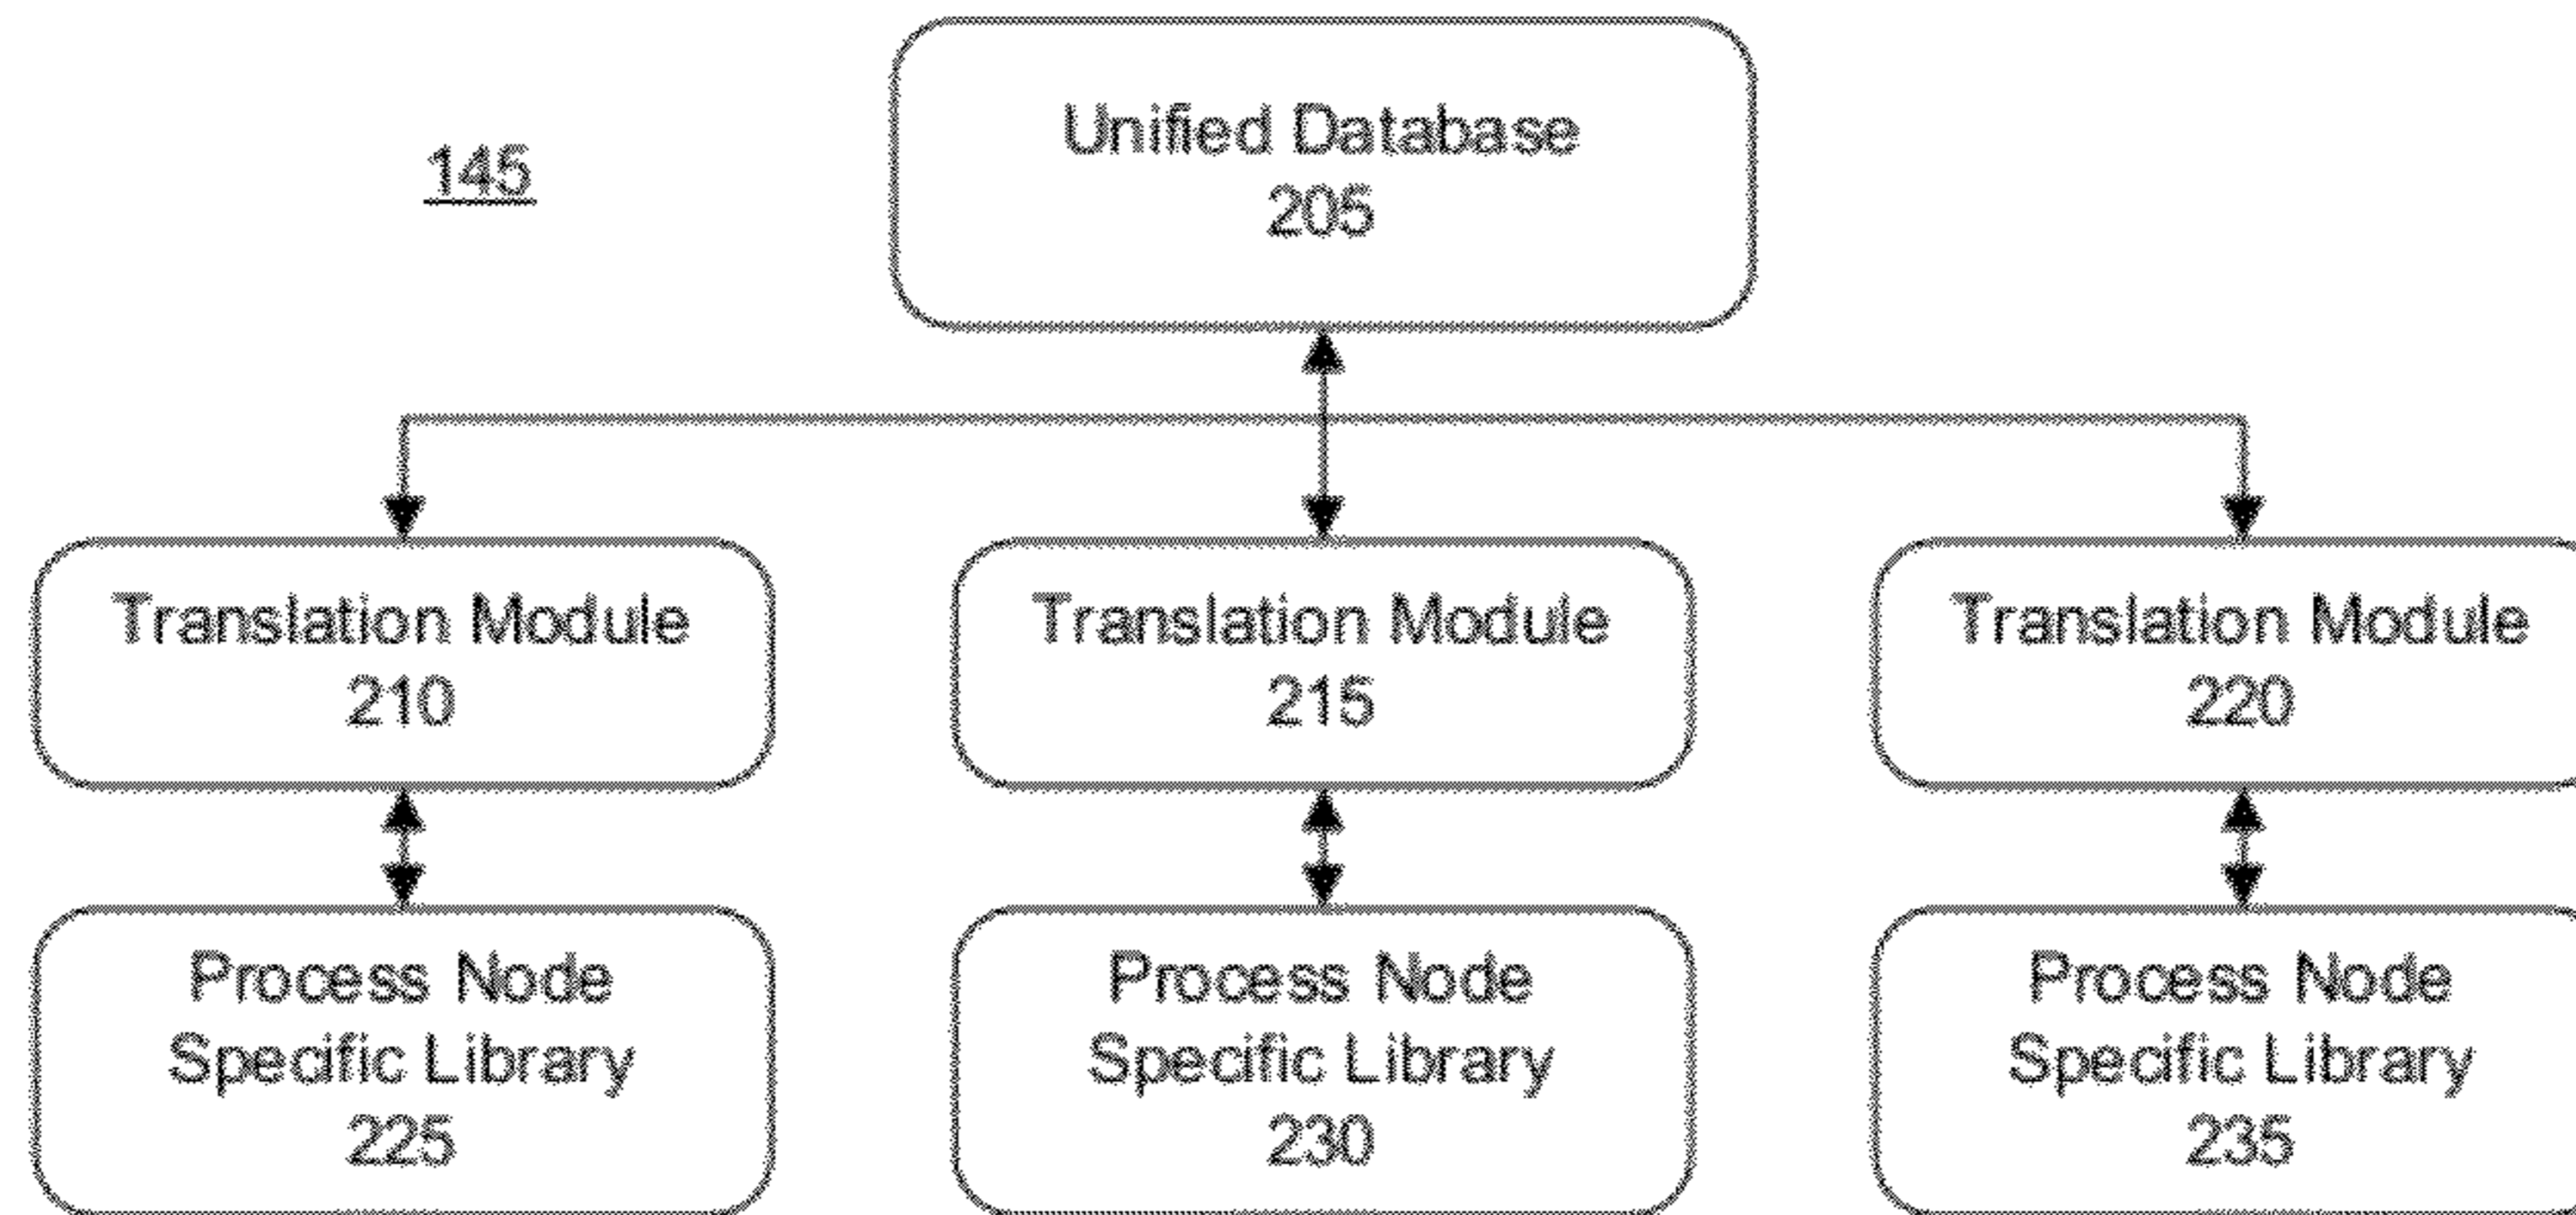 145
Unified Database
205
Translation Module
210
Translation Module
215
Translation Module
220
Process Node
Specific Library
225
Process Node
Specific Library
230
Process Node
Specific Library
235